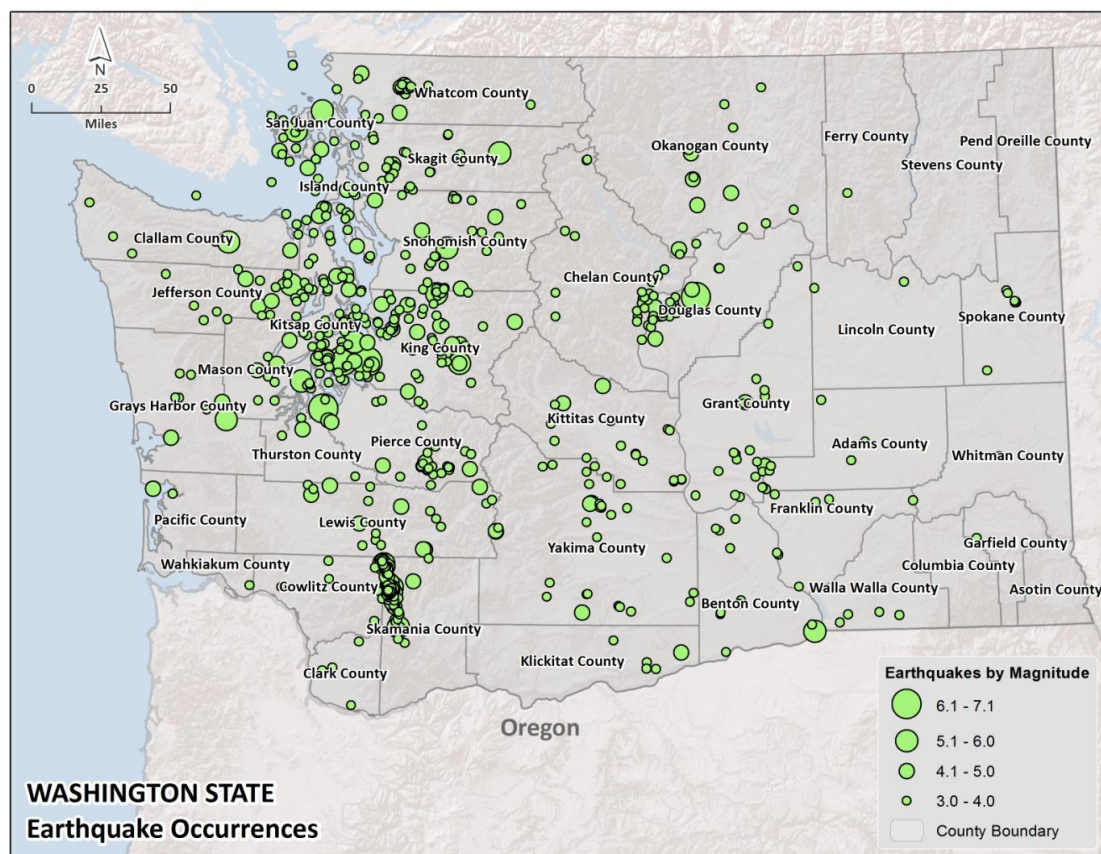 N
0 25 50
Miles
Whatcom County
San Juan County
Skagit County
Island County
Okanogan County
Ferry County
Stevens County
Pend Oreille County
Clallam County
Snohomish County
Jefferson County
Chelan County
Douglas County
Lincoln County
Spokane County
Kitsap County
King County
Mason County
Grays Harbor County
Kittitas County
Grant County
Adams County
Whitman County
Pierce County
Thurston County
Pacific County
Lewis County
Franklin County
Yakima County
Garfield County
Columbia County
Asotin County
Wahkiakum County
Cowlitz County
Walla Walla County
Benton County
Skamania County
Klickitat County
Clark County
Oregon
Earthquakes by Magnitude
6.1 - 7.1
5.1 - 6.0
4.1 - 5.0
3.0 - 4.0
County Boundary
WASHINGTON STATE
Earthquake Occurrences